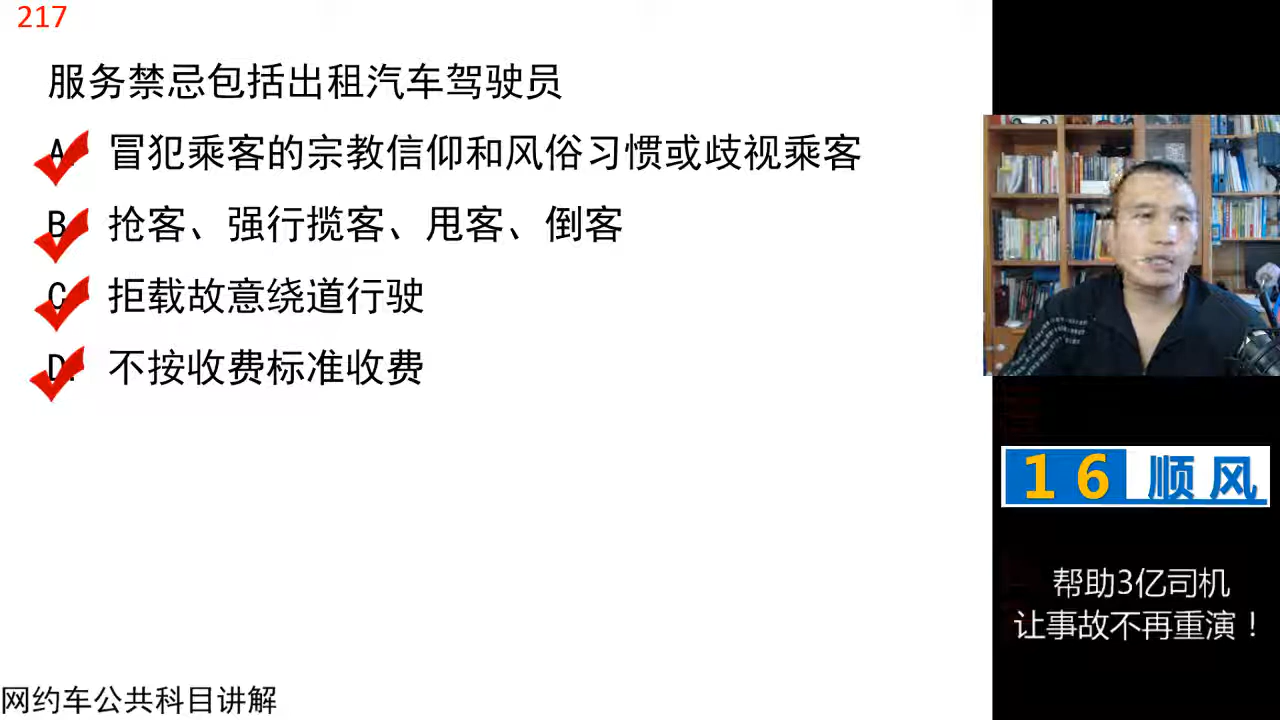 217
服务禁忌包括出租汽车驾驶员
A. 冒犯乘客的宗教信仰和风俗习惯或歧视乘客
B. 抢客、强行揽客、甩客、倒客
C. 拒载故意绕道行驶
D. 不按收费标准收费
16顺风
帮助3亿司机
让事故不再重演！
网约车公共科目讲解